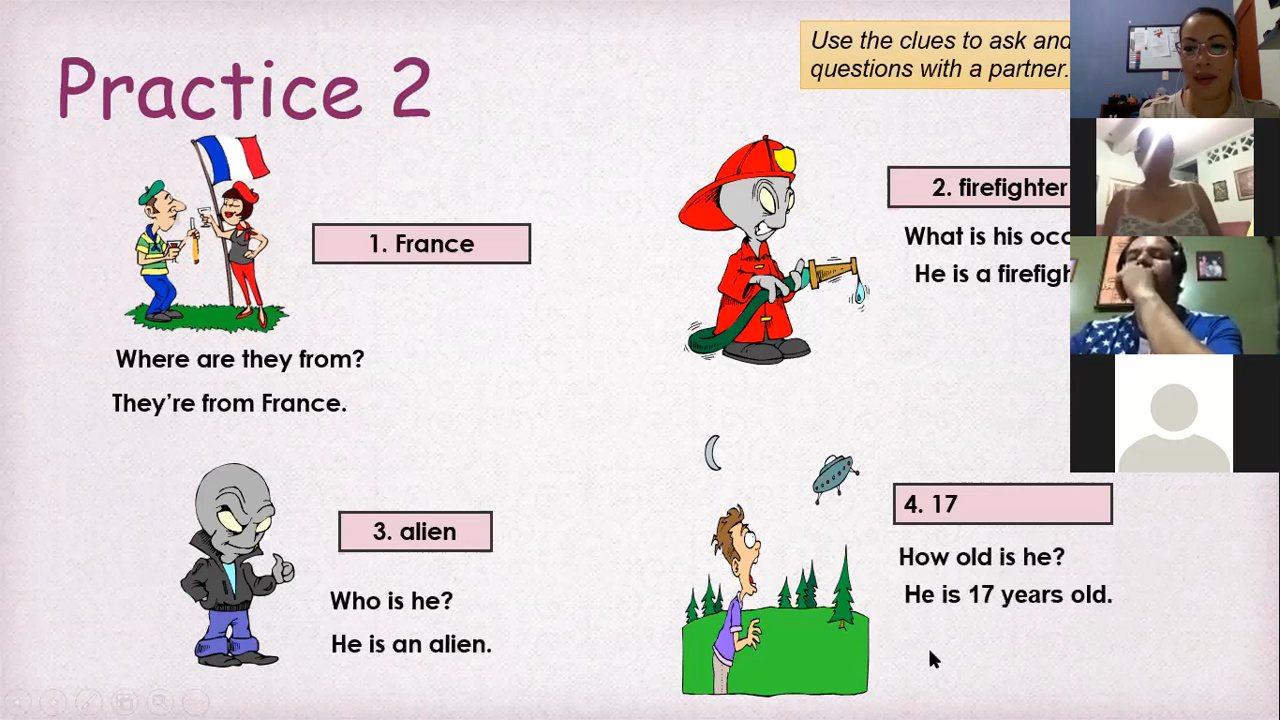 Practice 2
Use the clues to ask and
questions with a partner.
1. France
Where are they from?
They're from France.
2. firefighter
What is his
He is a
3. alien
Who is he?
He is an alien.
4. 17
How old is he?
He is 17 years old.